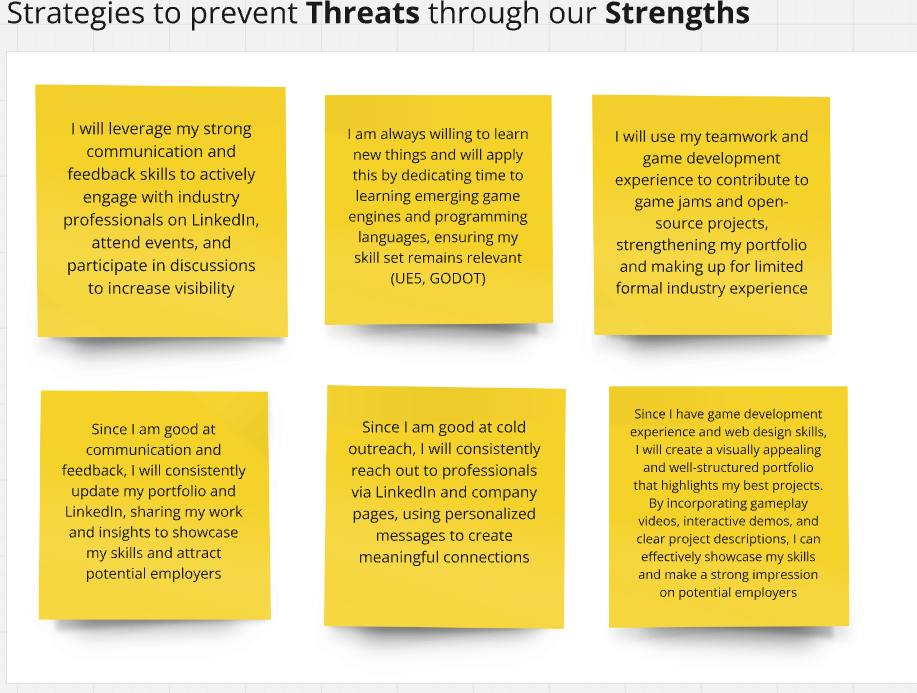 Strategies to prevent Threats through our Strengths
I will leverage my strong
communication and
feedback skills to actively
engage with industry
professionals on LinkedIn,
attend events, and
participate in discussions
to increase visibility
I am always willing to learn
new things and will apply
this by dedicating time to
learning emerging game
engines and programming
languages, ensuring my
skill set remains relevant
(UE5, GODOT)
I will use my teamwork and
game development
experience to contribute to
game jams and open-
source projects,
strengthening my portfolio
and making up for limited
formal industry experience
Since I am good at
communication and
feedback, I will consistently
update my portfolio and
LinkedIn, sharing my work
and insights to showcase
my skills and attract
potential employers
Since I am good at cold
outreach, I will consistently
reach out to professionals
via LinkedIn and company
pages, using personalized
messages to create
meaningful connections
Since I have game development
experience and web design skills,
I will create a visually appealing
and well-structured portfolio
that highlights my best projects.
By incorporating gameplay
videos, interactive demos, and
clear project descriptions, I can
effectively showcase my skills
and make a strong impression
on potential employers